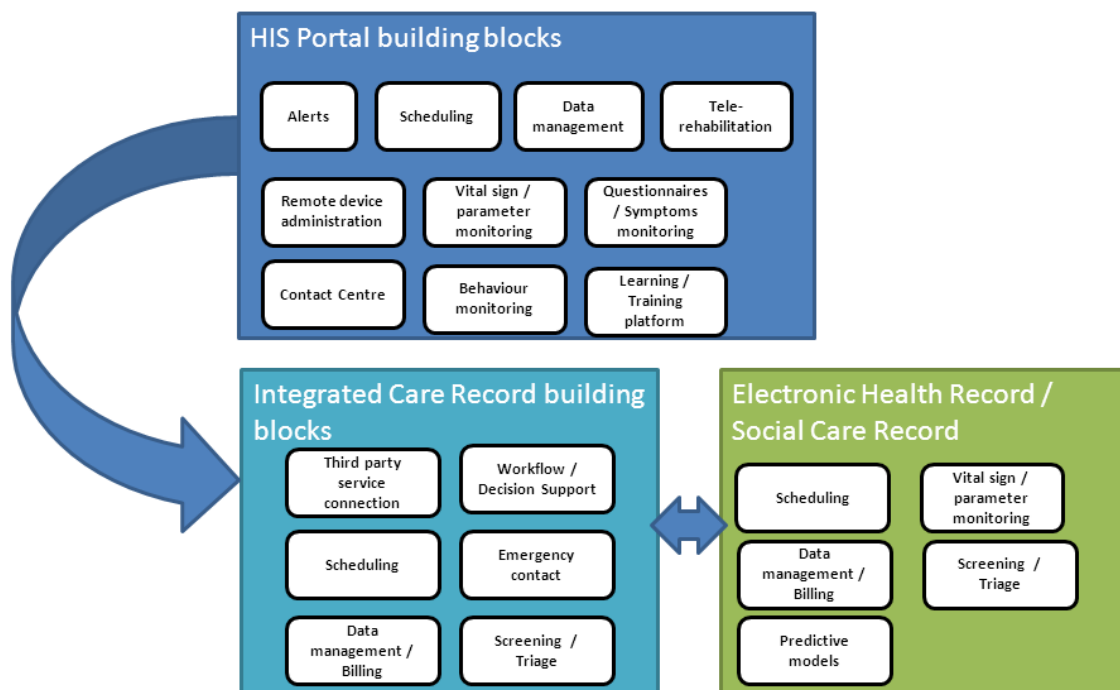 HIS Portal building blocks
Alerts
Scheduling
Data
management
Tele-
rehabilitation
Remote device
administration
Vital sign /
parameter
monitoring
Questionnaires
/ Symptoms
monitoring
Contact Centre
Behaviour
monitoring
Learning /
Training
platform
Integrated Care Record building
blocks
Third party
service
connection
Workflow /
Decision Support
Scheduling
Emergency
contact
Data
management /
Billing
Screening /
Triage
Electronic Health Record /
Social Care Record
Scheduling
Vital sign /
parameter
monitoring
Data
management /
Billing
Screening /
Triage
Predictive
models